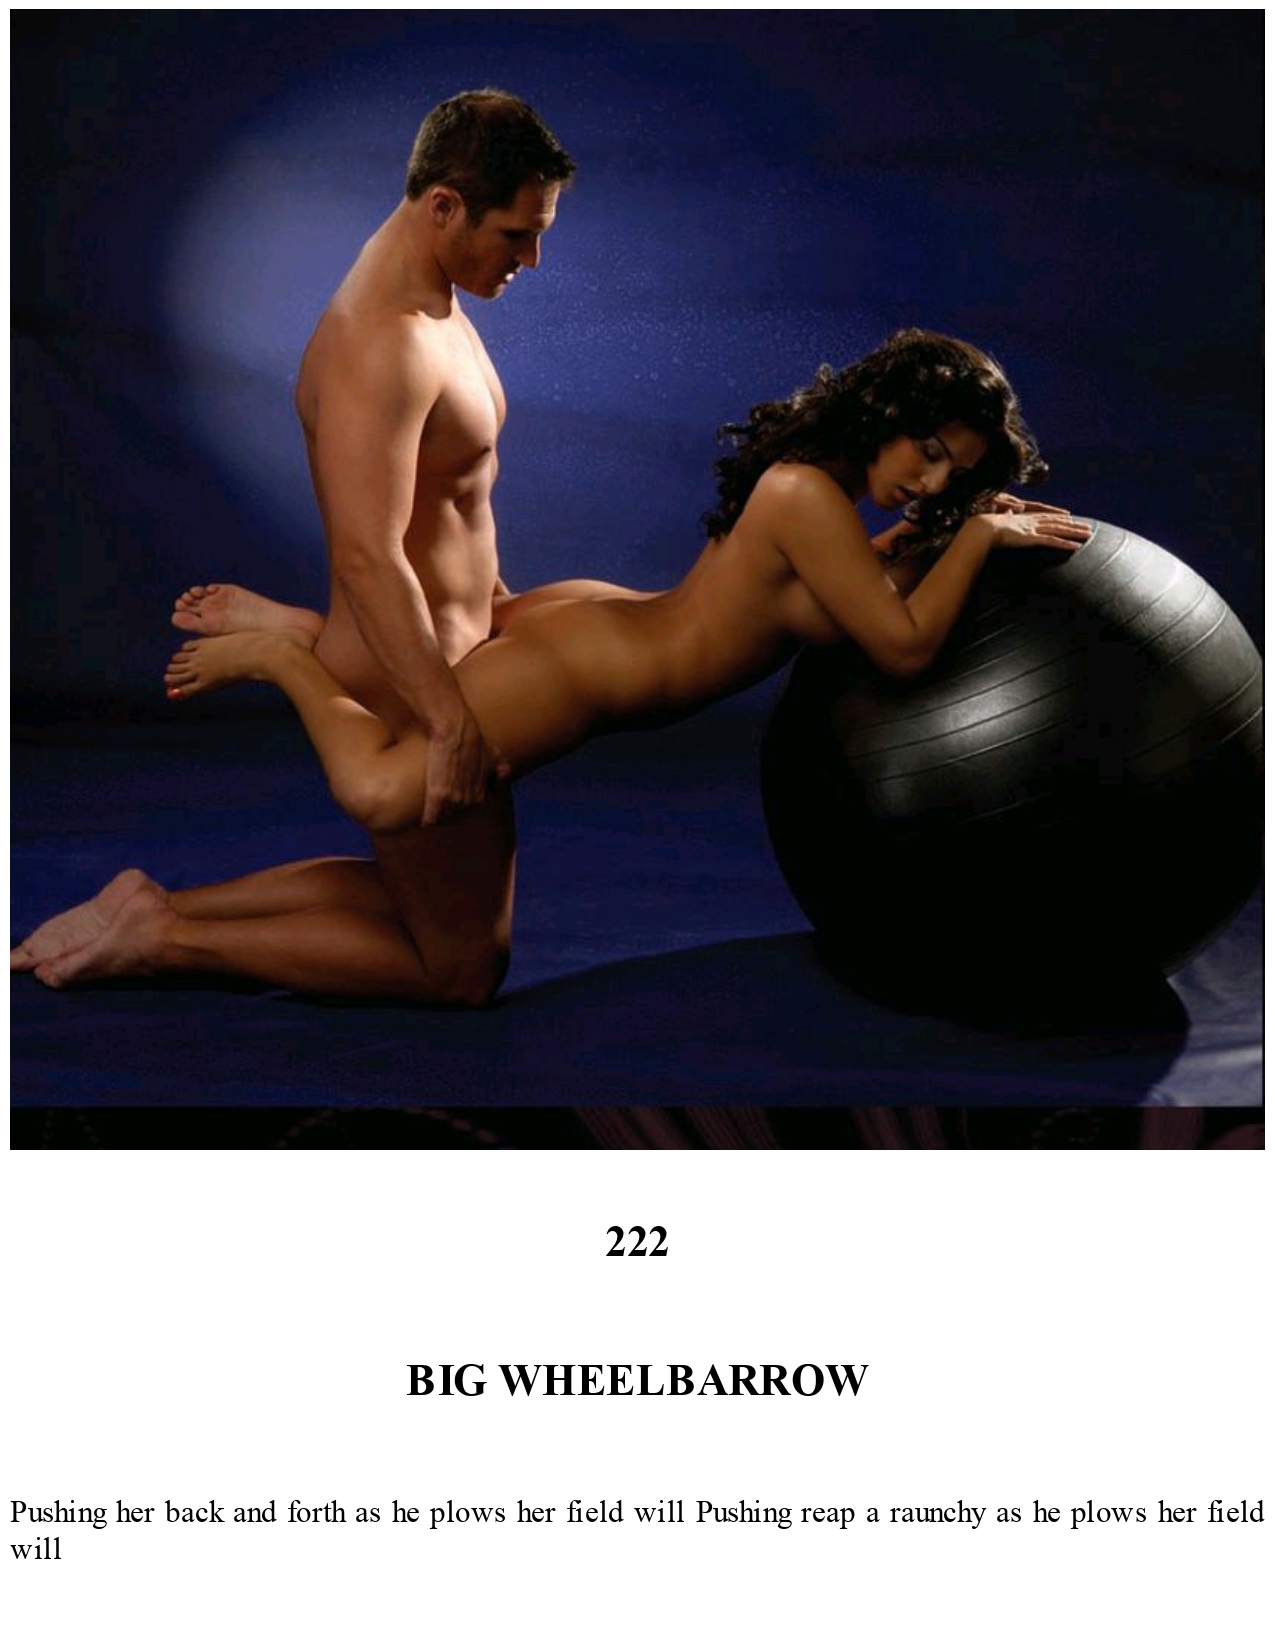 222
BIG WHEELBARROW
Pushing her back and forth as he plows her field will Pushing reap a raunchy as he plows her field
will